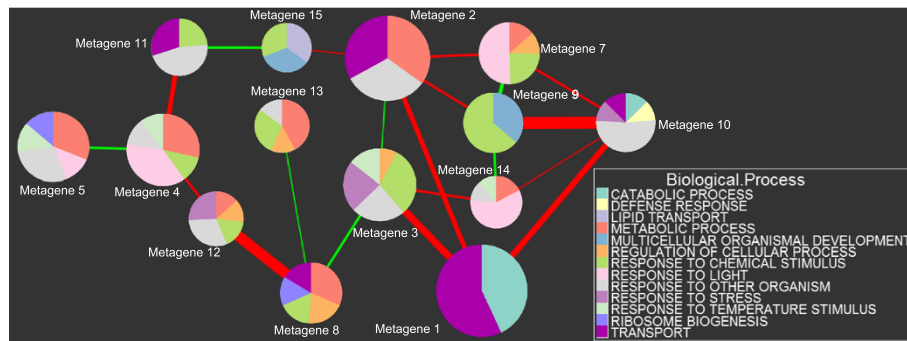 Metagene 15
Metagene 2
Metagene 11
Metagene 7
Metagene 13
Metagene 9
Metagene 10
Metagene 14
Metagene 5
Metagene 4
Metagene 3
Metagene 12
Metagene 8
Metagene 1
Biological.Process
CATABOLIC PROCESS
DEFENSE RESPONSE
LIPID TRANSPORT
METABOLIC PROCESS
MULTICELLULAR ORGANISMAL DEVELOPMENT
REGULATION OF CELLULAR PROCESS
RESPONSE TO CHEMICAL STIMULUS
RESPONSE TO LIGHT
RESPONSE TO OTHER ORGANISM
RESPONSE TO STRESS
RESPONSE TO TEMPERATURE STIMULUS
RIBOSOME BIOGENESIS
TRANSPORT